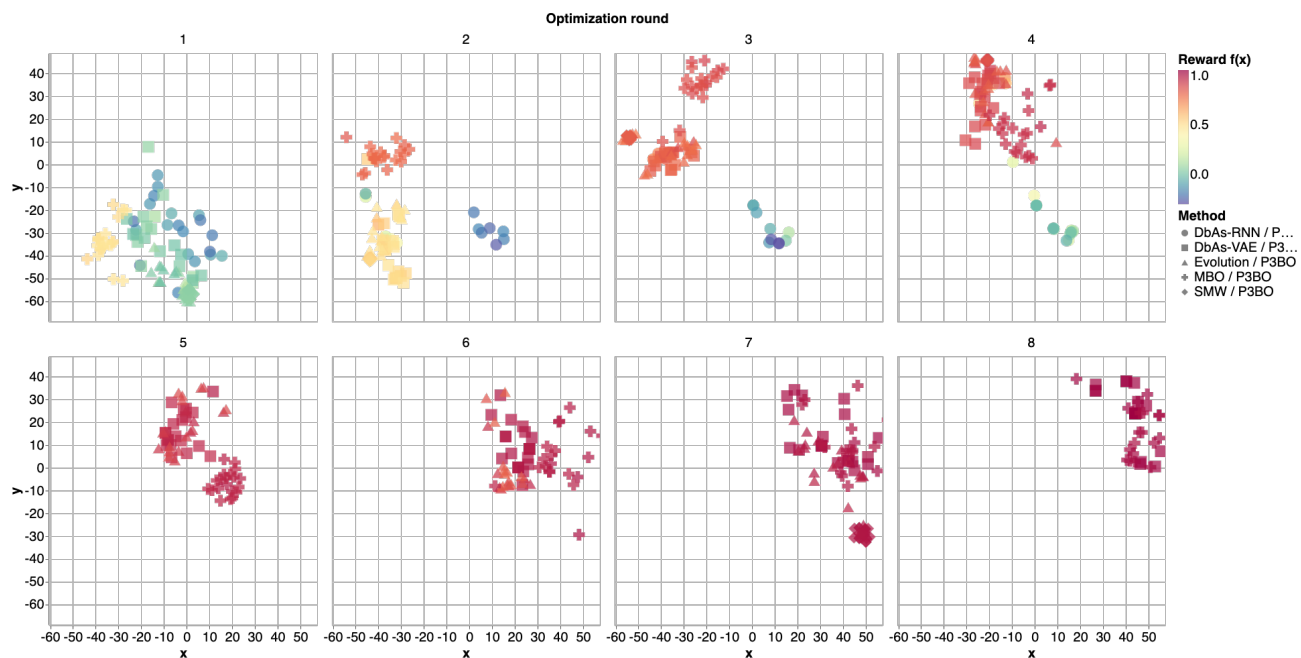 Optimization round
1 2 3 4
Reward f(x)
1.0
0.5
0.0
Method
DbAs-RNN / P...
DbAs-VAE / P3...
Evolution / P3BO
MBO / P3BO
SMW / P3BO
y
40
30
20
10
0
-10
-20
-30
-40
-50
-60
5 6 7 8
y
40
30
20
10
0
-10
-20
-30
-40
-50
-60
-60 -50 -40 -30 -20 -10 0 10 20 30 40 50 -60 -50 -40 -30 -20 -10 0 10 20 30 40 50 -60 -50 -40 -30 -20 -10 0 10 20 30 40 50 -60 -50 -40 -30 -20 -10 0 10 20 30 40 50
x x x x